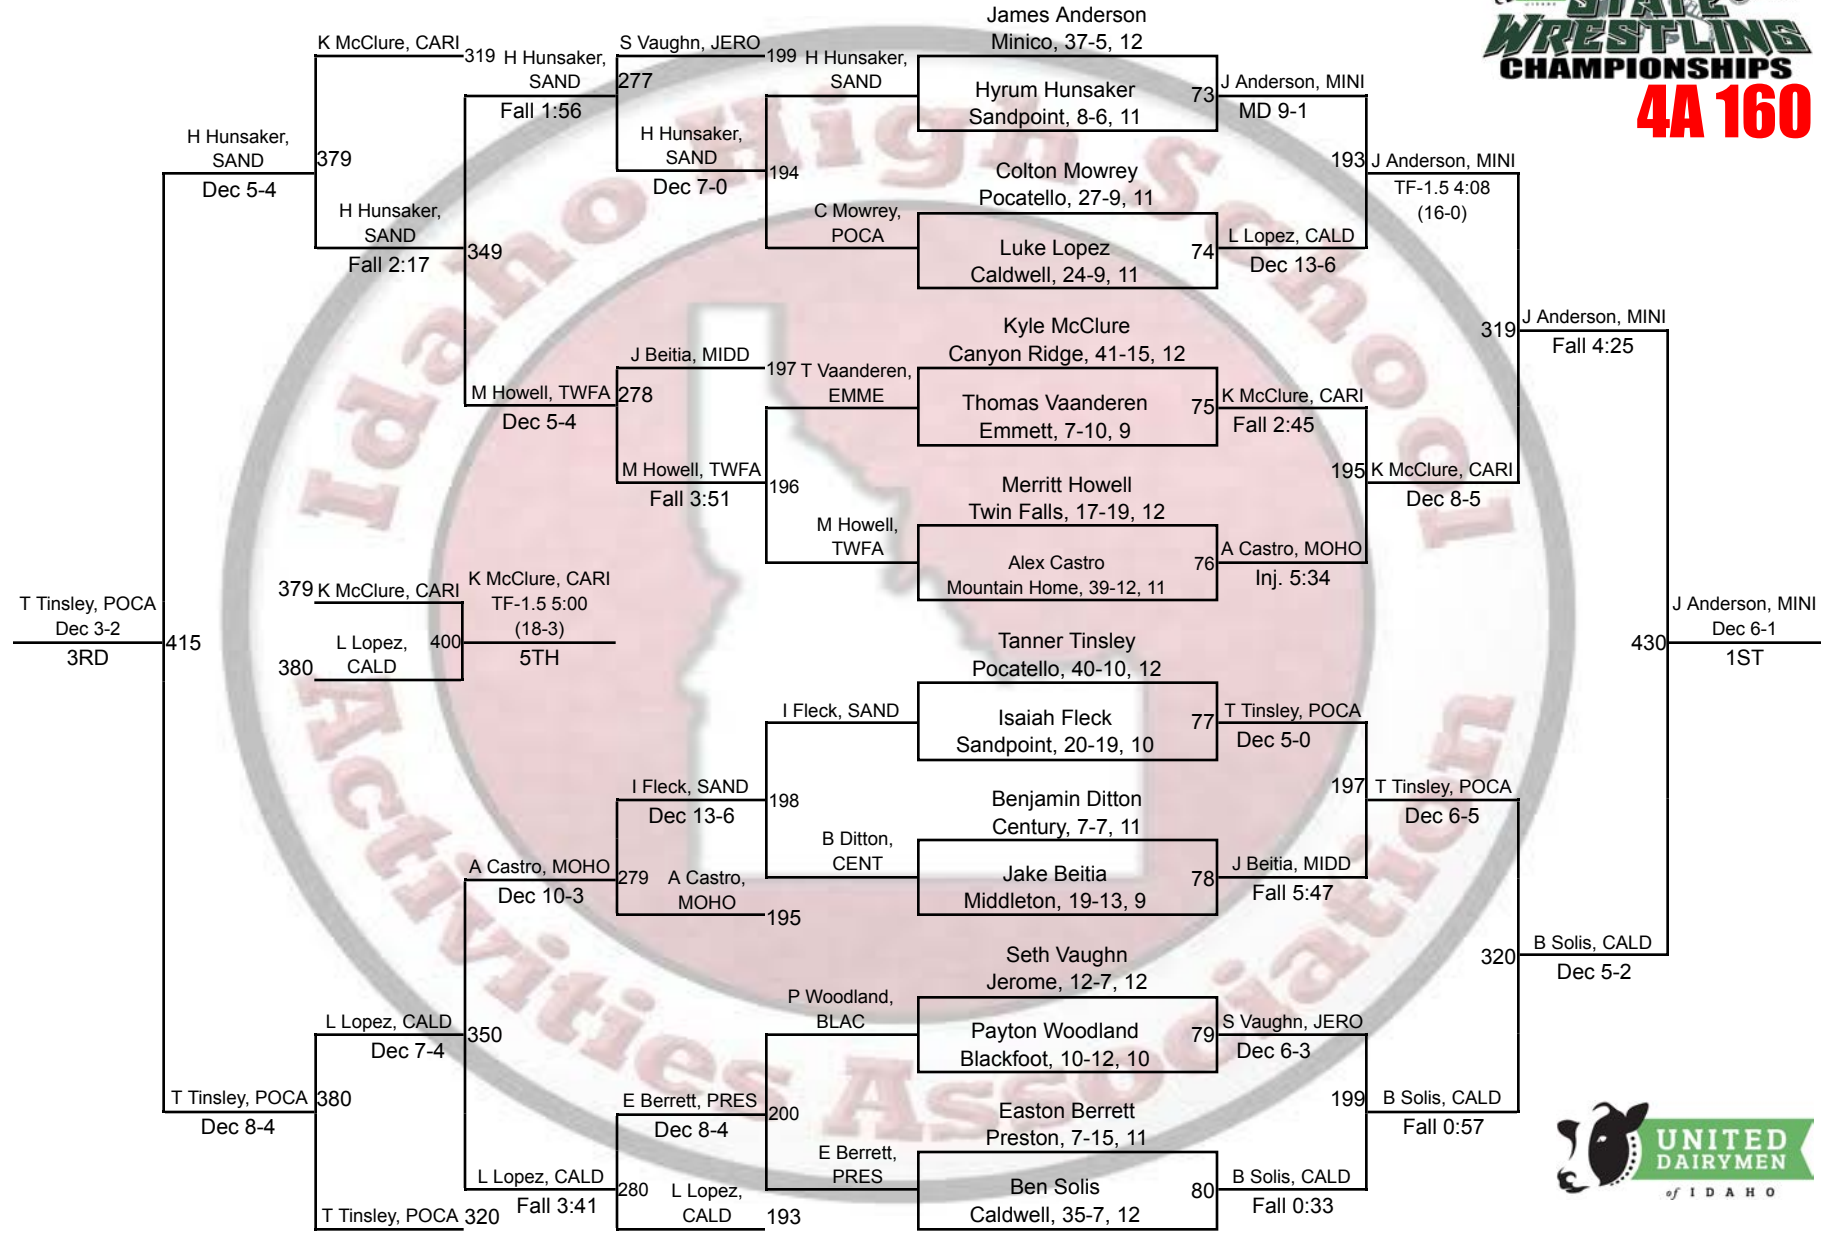 STATE
WRESTLING
CHAMPIONSHIPS
4A 160
Idaho High School
Activities Association
K McClure, CARI
319
H Hunsaker,
SAND
Fall 1:56
S Vaughn, JERO
199
277
H Hunsaker,
SAND
James Anderson
Minico, 37-5, 12
Hyrum Hunsaker
Sandpoint, 8-6, 11
73
J Anderson, MINI
MD 9-1
H Hunsaker,
SAND
Dec 5-4
379
H Hunsaker,
SAND
Dec 7-0
194
Colton Mowrey
Pocatello, 27-9, 11
193
J Anderson, MINI
TF-1.5 4:08
(16-0)
H Hunsaker,
SAND
Fall 2:17
349
C Mowrey,
POCA
Luke Lopez
Caldwell, 24-9, 11
74
L Lopez, CALD
Dec 13-6
Kyle McClure
Canyon Ridge, 41-15, 12
319
J Anderson, MINI
Fall 4:25
J Beitia, MIDD
197
T Vaanderen,
EMME
M Howell, TWFA
278
Dec 5-4
Thomas Vaanderen
Emmett, 7-10, 9
75
K McClure, CARI
Fall 2:45
M Howell, TWFA
Fall 3:51
196
Merritt Howell
Twin Falls, 17-19, 12
195
K McClure, CARI
Dec 8-5
M Howell,
TWFA
Alex Castro
Mountain Home, 39-12, 11
76
A Castro, MOHO
Inj. 5:34
T Tinsley, POCA
Dec 3-2
3RD
415
379
K McClure, CARI
L Lopez,
CALD
380
400
K McClure, CARI
TF-1.5 5:00
(18-3)
5TH
J Anderson, MINI
Dec 6-1
1ST
430
Tanner Tinsley
Pocatello, 40-10, 12
I Fleck, SAND
Isaiah Fleck
Sandpoint, 20-19, 10
77
T Tinsley, POCA
Dec 5-0
I Fleck, SAND
Dec 13-6
198
Benjamin Ditton
Century, 7-7, 11
197
T Tinsley, POCA
Dec 6-5
B Ditton,
CENT
Jake Beitia
Middleton, 19-13, 9
78
J Beitia, MIDD
Fall 5:47
A Castro, MOHO
Dec 10-3
279
A Castro,
MOHO
195
Seth Vaughn
Jerome, 12-7, 12
320
B Solis, CALD
Dec 5-2
P Woodland,
BLAC
Payton Woodland
Blackfoot, 10-12, 10
79
S Vaughn, JERO
Dec 6-3
L Lopez, CALD
Dec 7-4
350
T Tinsley, POCA
Dec 8-4
380
E Berrett, PRES
Dec 8-4
200
Easton Berrett
Preston, 7-15, 11
199
B Solis, CALD
Fall 0:57
E Berrett,
PRES
Ben Solis
Caldwell, 35-7, 12
80
B Solis, CALD
Fall 0:33
L Lopez, CALD
Fall 3:41
280
L Lopez,
CALD
193
T Tinsley, POCA
320
UNITED
DAIRYMEN
of IDAHO